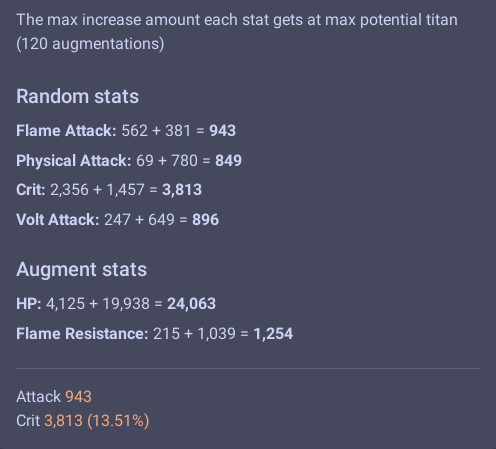 The max increase amount each stat gets at max potential titan
(120 augmentations)
Random stats
Flame Attack: 562 + 381 = 943
Physical Attack: 69 + 780 = 849
Crit: 2,356 + 1,457 = 3,813
Volt Attack: 247 + 649 = 896
Augment stats
HP: 4,125 + 19,938 = 24,063
Flame Resistance: 215 + 1,039 = 1,254
Attack 943
Crit 3,813 (13.51%)